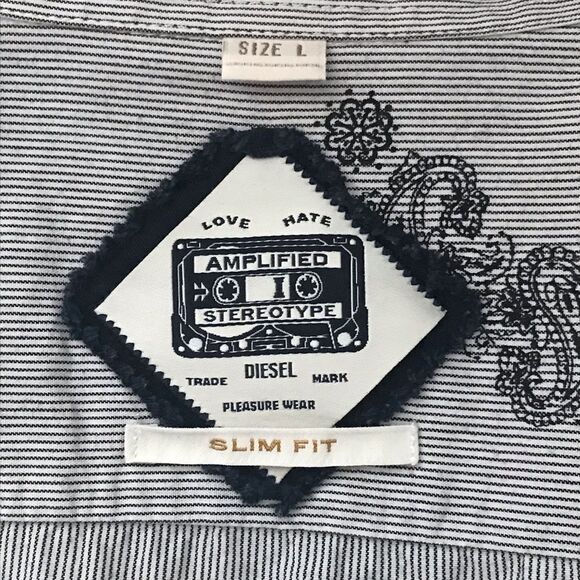 SIZE L
LOVE HATE
AMPLIFIED
STEREOTYPE
DIESEL
TRADE MARK
PLEASURE WEAR
SLIM FIT